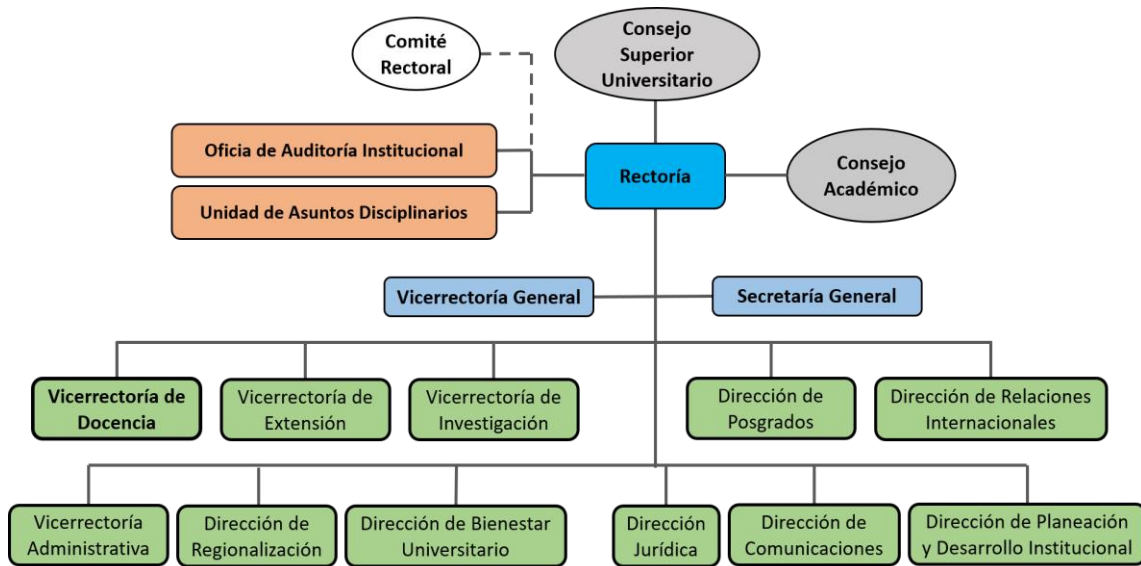 Comité
Rectoral
Consejo
Superior
Universitario
Oficia de Auditoría Institucional
Unidad de Asuntos Disciplinarios
Rectoría
Consejo
Académico
Vicerrectoría General
Secretaría General
Vicerrectoría de
Docencia
Vicerrectoría de
Extensión
Vicerrectoría de
Investigación
Dirección de
Posgrados
Dirección de Relaciones
Internacionales
Vicerrectoría
Administrativa
Dirección de
Regionalización
Dirección de Bienestar
Universitario
Dirección
Jurídica
Dirección de
Comunicaciones
Dirección de Planeación
y Desarrollo Institucional